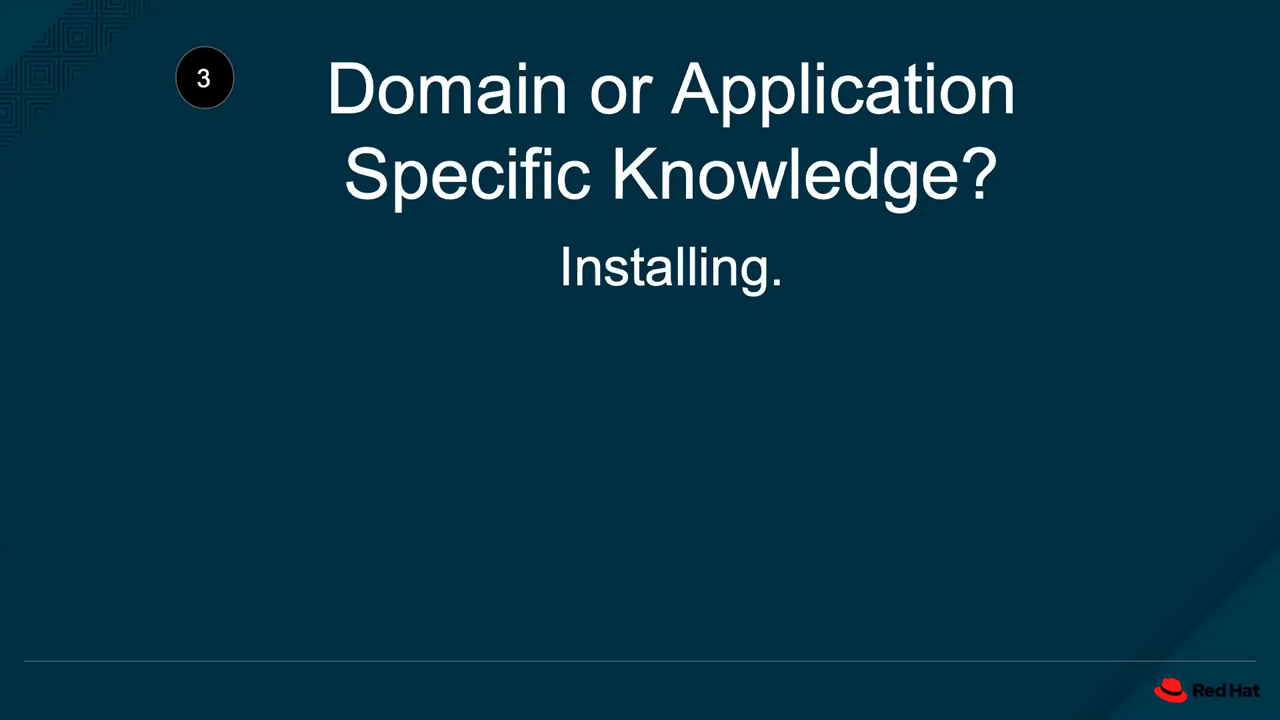 3
Domain or Application
Specific Knowledge?
Installing.
Red Hat